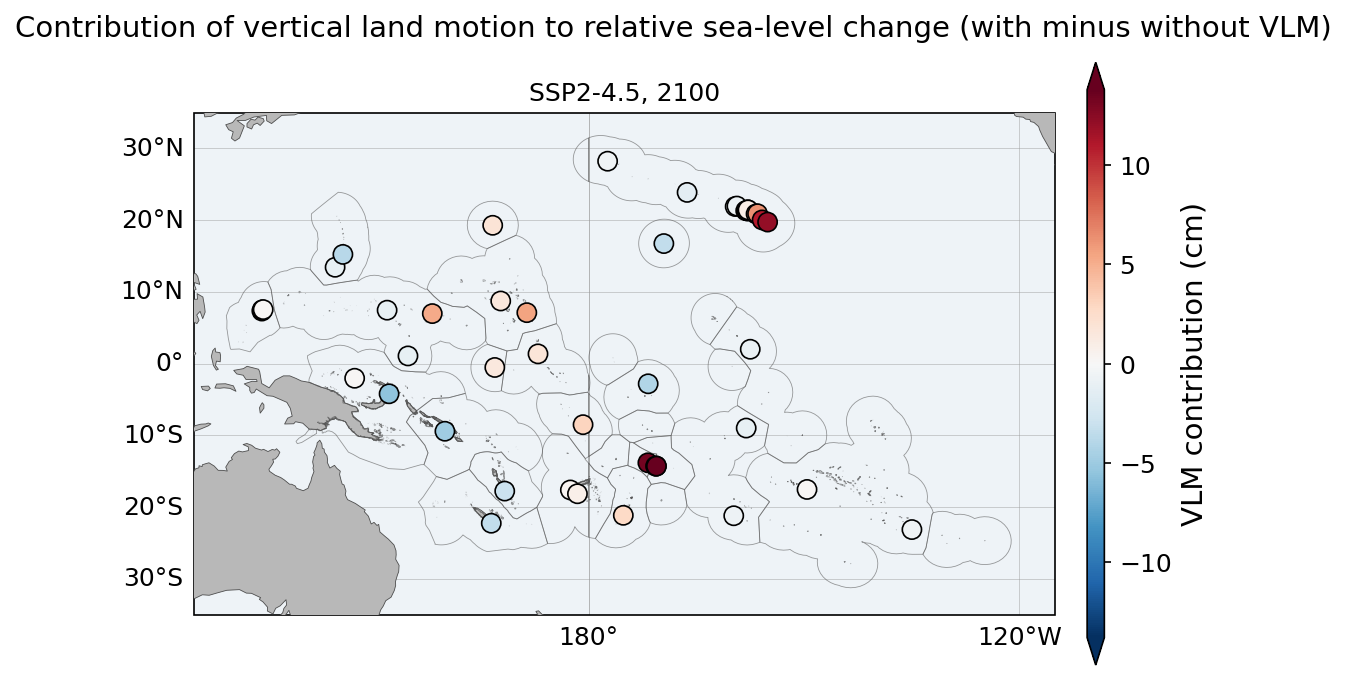 Contribution of vertical land motion to relative sea-level change (with minus without VLM)
SSP2-4.5, 2100
30°N
20°N
10°N
0°
10°S
20°S
30°S
180°
120°W
10
5
0
−5
−10
VLM contribution (cm)